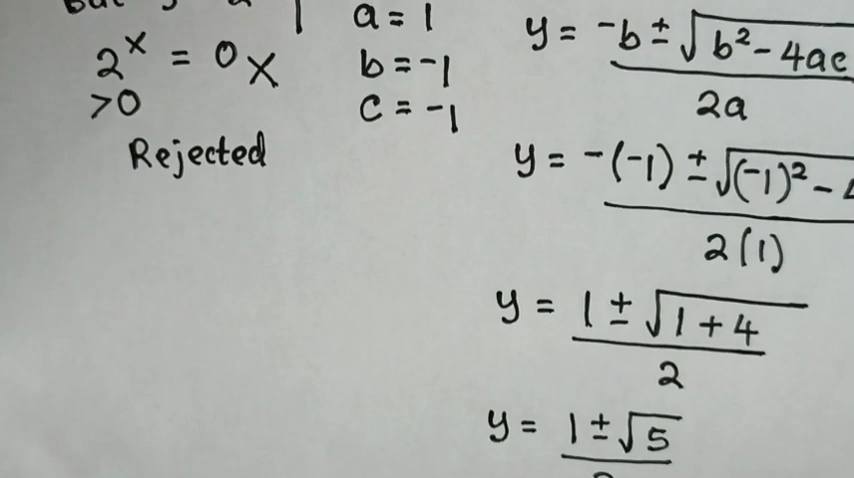 2^x = 0 x
>0
Rejected
a = 1
b = -1
c = -1
y = -b ± √b² - 4ac
2a
y = -(-1) ± √(-1)² -
2(1)
y = 1 ± √1 + 4
2
y = 1 ± √5